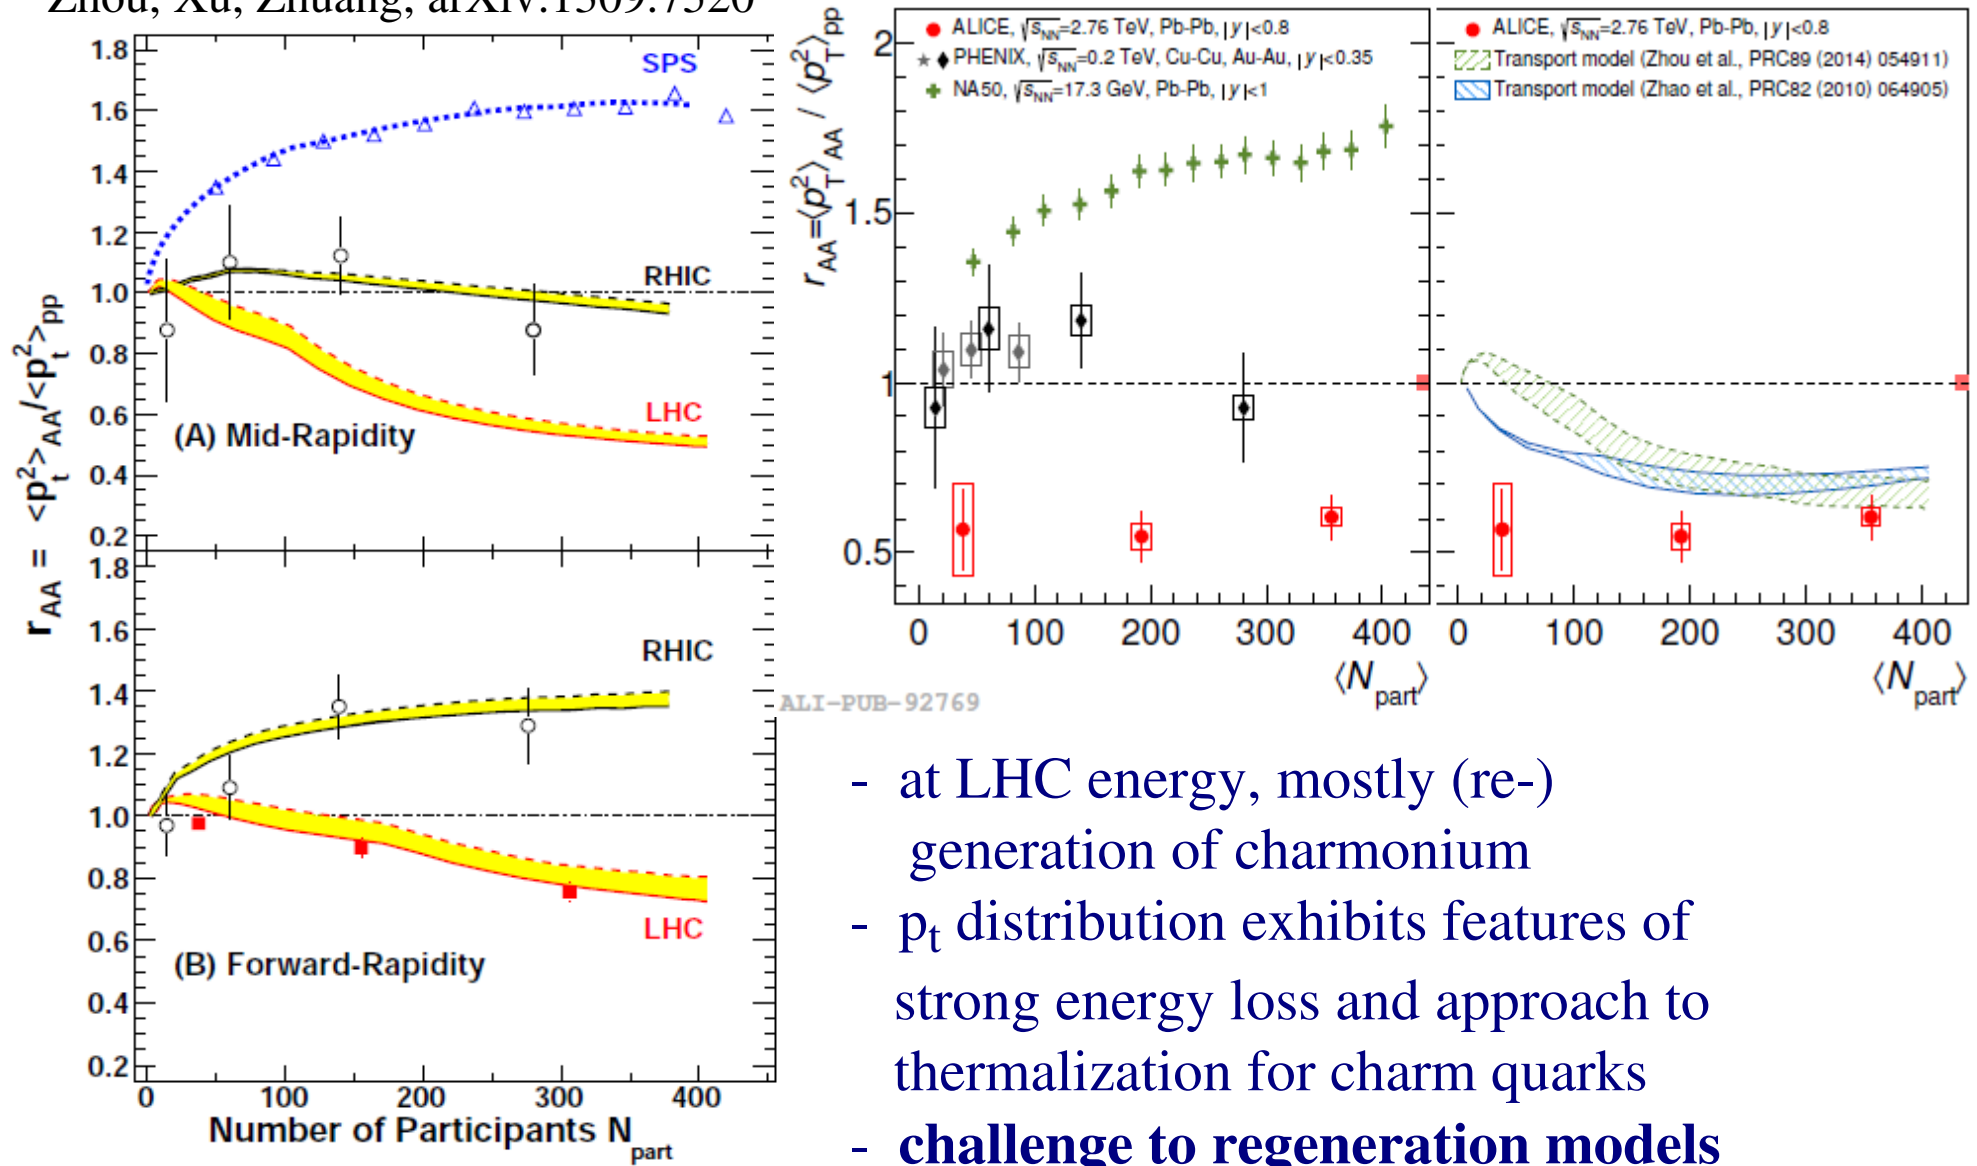 Zhou, Xu, Zhuang, arXiv:1309.7520
r_AA = <p_t^2>_AA/<p_t^2>_pp
1.8
1.6
1.4
1.2
1.0
0.8
0.6
0.4
0.2
SPS
RHIC
LHC
(A) Mid-Rapidity
1.8
1.6
1.4
1.2
1.0
0.8
0.6
0.4
0.2
RHIC
LHC
(B) Forward-Rapidity
0 100 200 300 400
Number of Participants N_part
r_AA=⟨p_T^2⟩_AA / ⟨p_T^2⟩_pp
2
1.5
1
0.5
ALICE, √s_NN=2.76 TeV, Pb-Pb, |y|<0.8
PHENIX, √s_NN=0.2 TeV, Cu-Cu, Au-Au, |y|<0.35
NA50, √s_NN=17.3 GeV, Pb-Pb, |y|<1
0 100 200 300 400
⟨N_part⟩
ALICE, √s_NN=2.76 TeV, Pb-Pb, |y|<0.8
Transport model (Zhou et al., PRC89 (2014) 054911)
Transport model (Zhao et al., PRC82 (2010) 064905)
0 100 200 300 400
⟨N_part⟩
ALI-PUB-92769
- at LHC energy, mostly (re-)
generation of charmonium
- p_t distribution exhibits features of
strong energy loss and approach to
thermalization for charm quarks
- challenge to regeneration models